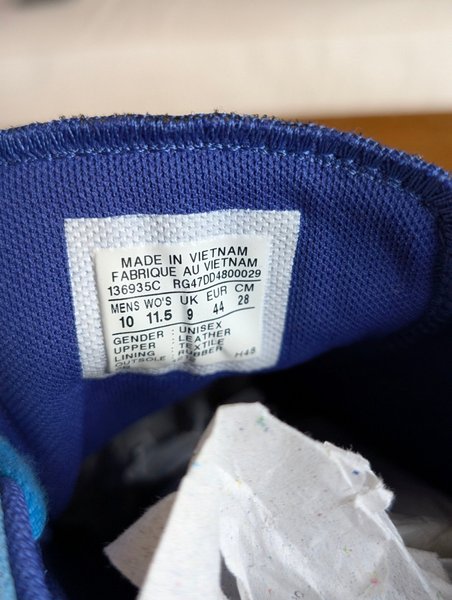 MADE IN VIETNAM
FABRIQUE AU VIETNAM
136935C RG47DD4800029
MENS WO'S UK EUR CM
10 11.5 9 44 28
GENDER : UNISEX
UPPER : LEATHER
LINING : TEXTILE
OUTSOLE : RUBBER
H48